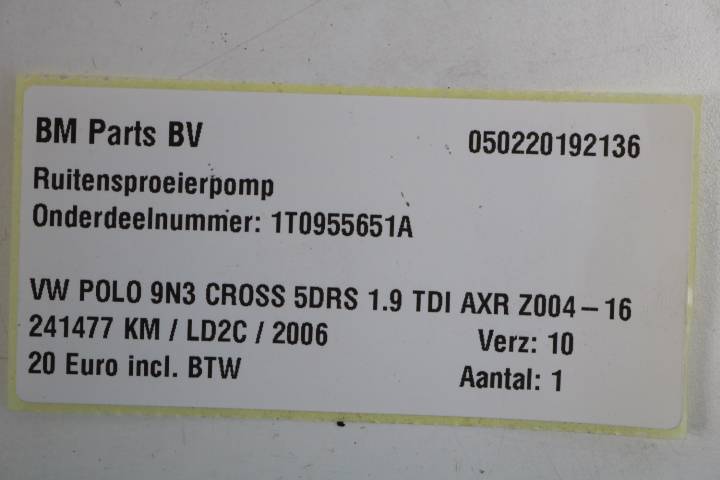 BM Parts BV 050220192136
Ruitensproeierpomp
Onderdeelnummer: 1T0955651A
VW POLO 9N3 CROSS 5DRS 1.9 TDI AXR Z004-16
241477 KM / LD2C / 2006 Verz: 10
20 Euro incl. BTW Aantal: 1